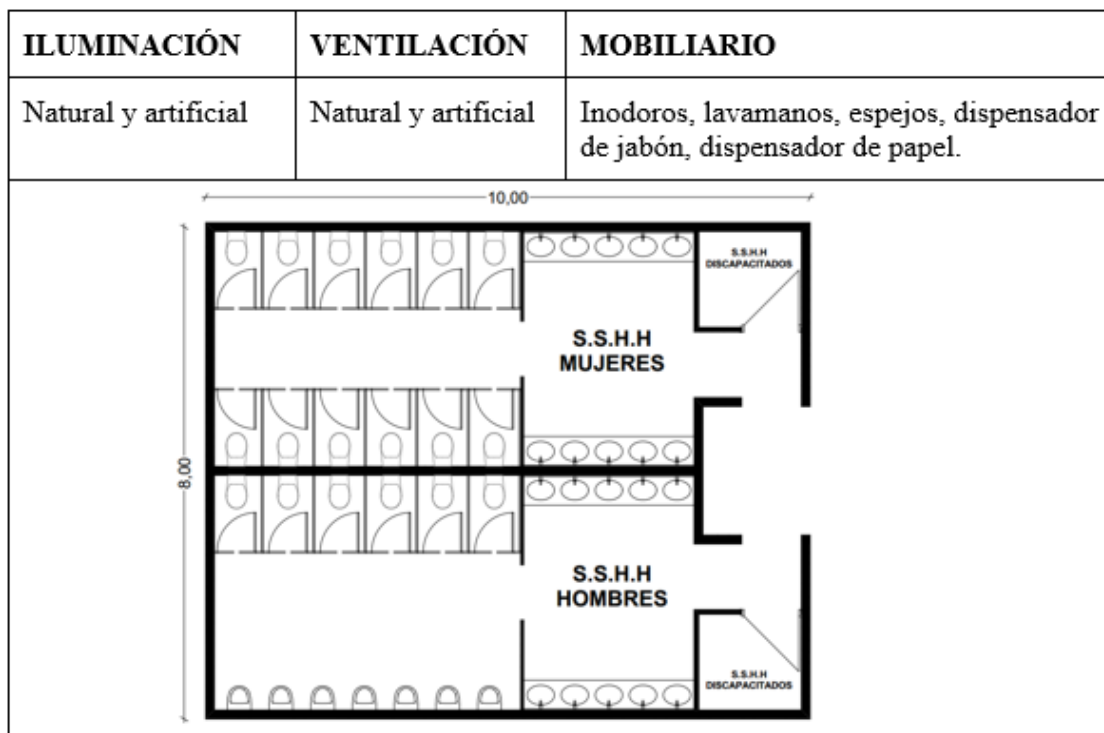 ILUMINACIÓN
VENTILACIÓN
MOBILIARIO
Natural y artificial
Natural y artificial
Inodoros, lavamanos, espejos, dispensador
de jabón, dispensador de papel.
10,00
8,00
S.S.H.H
DISCAPACITADOS
S.S.H.H
MUJERES
S.S.H.H
HOMBRES
S.S.H.H
DISCAPACITADOS